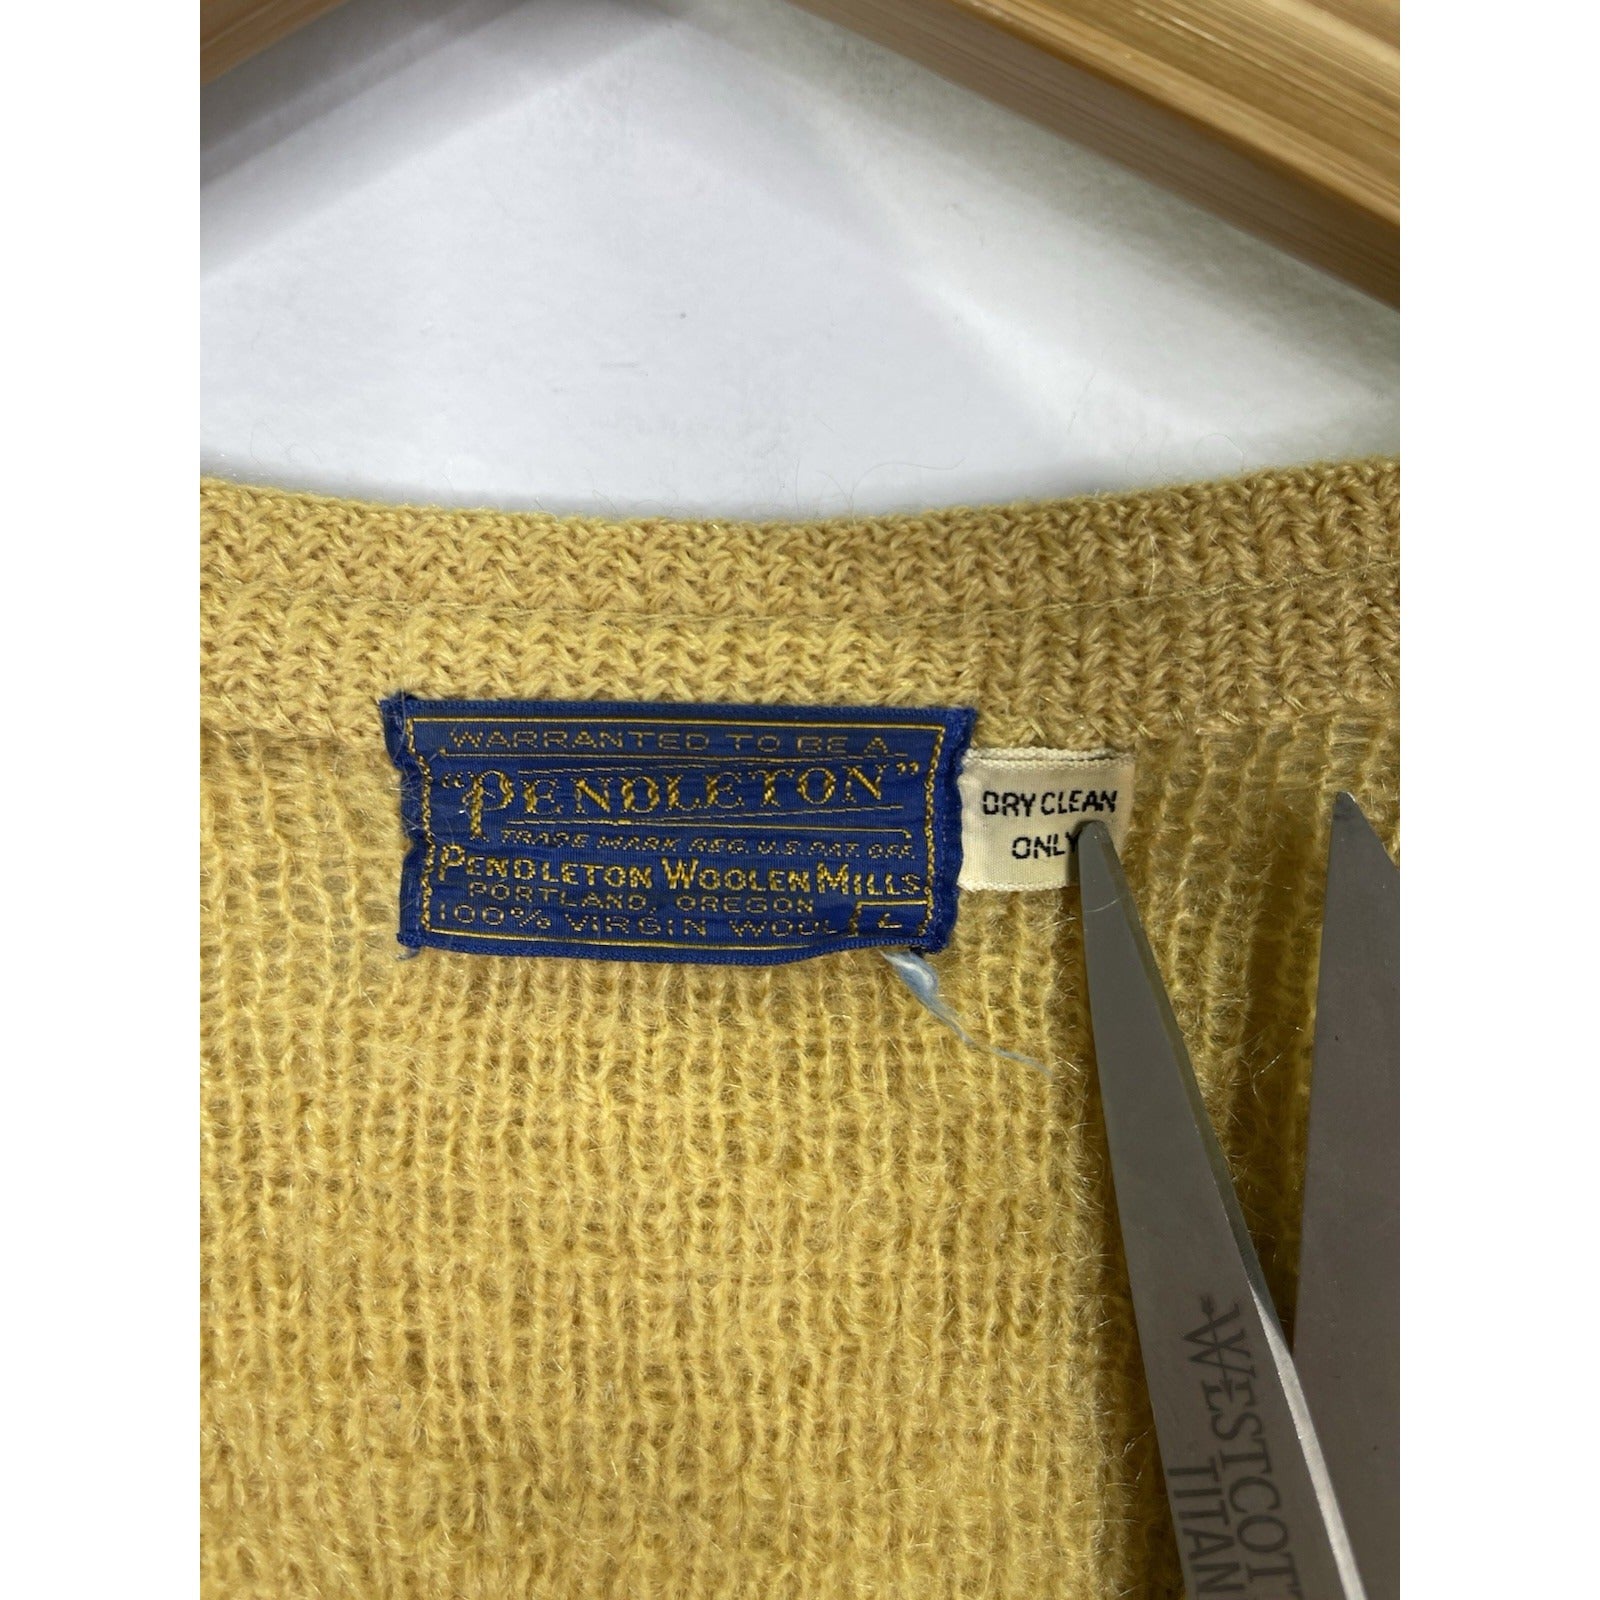 WARRANTED TO BE A
"PENDLETON"
TRADE MARK REG. U.S. PAT. OFF.
PENDLETON WOOLEN MILLS
PORTLAND, OREGON
100% VIRGIN WOOL L
DRY CLEAN
ONLY
WESTCOTT
TITAN